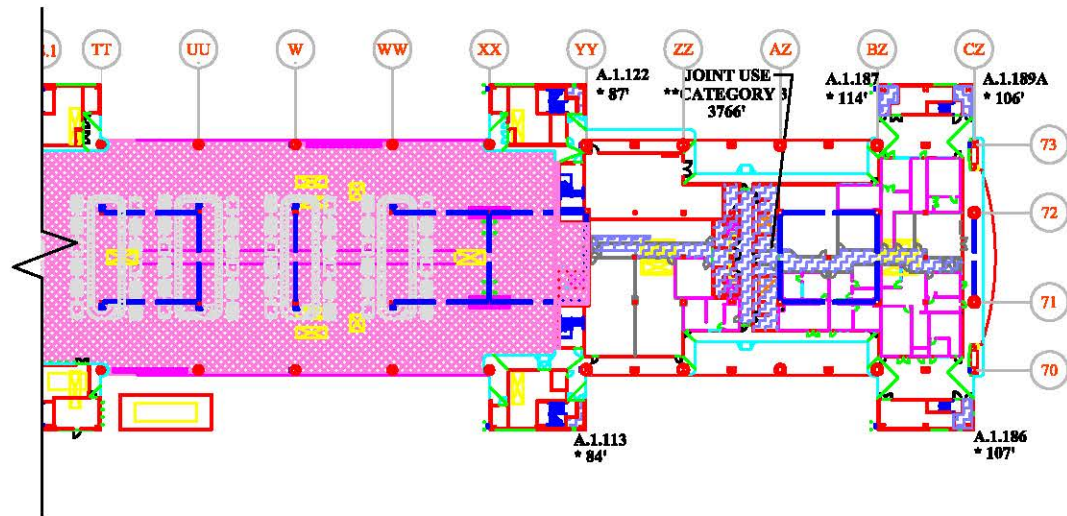 TT UU W WW XX YY ZZ AZ BZ CZ
A.1.122
* 87'
JOINT USE
**CATEGORY 3
3766'
A.1.187
* 114'
A.1.189A
* 106'
73
72
71
70
A.1.113
* 84'
A.1.186
* 107'